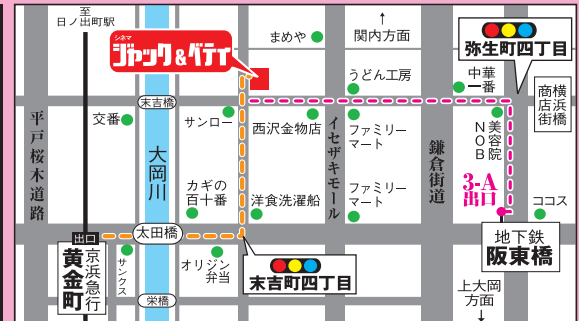 至
日ノ出町駅
シネマ
ジャック&ベティ
まめや
↑
関内方面
弥生町四丁目
うどん工房
中華
一番
横浜橋
商店街
末吉橋
交番
サンロー
西沢金物店
イセザキモール
ファミリー
マート
美容院
NOB
平戸桜木道路
大岡川
鎌倉街道
カギの
百十番
洋食洗濯船
ファミリー
マート
3-A
出口
ココス
太田橋
出口
京浜急行
黄金町
サンクス
オリジン
弁当
末吉町四丁目
地下鉄
阪東橋
栄橋
上大岡
方面
↓